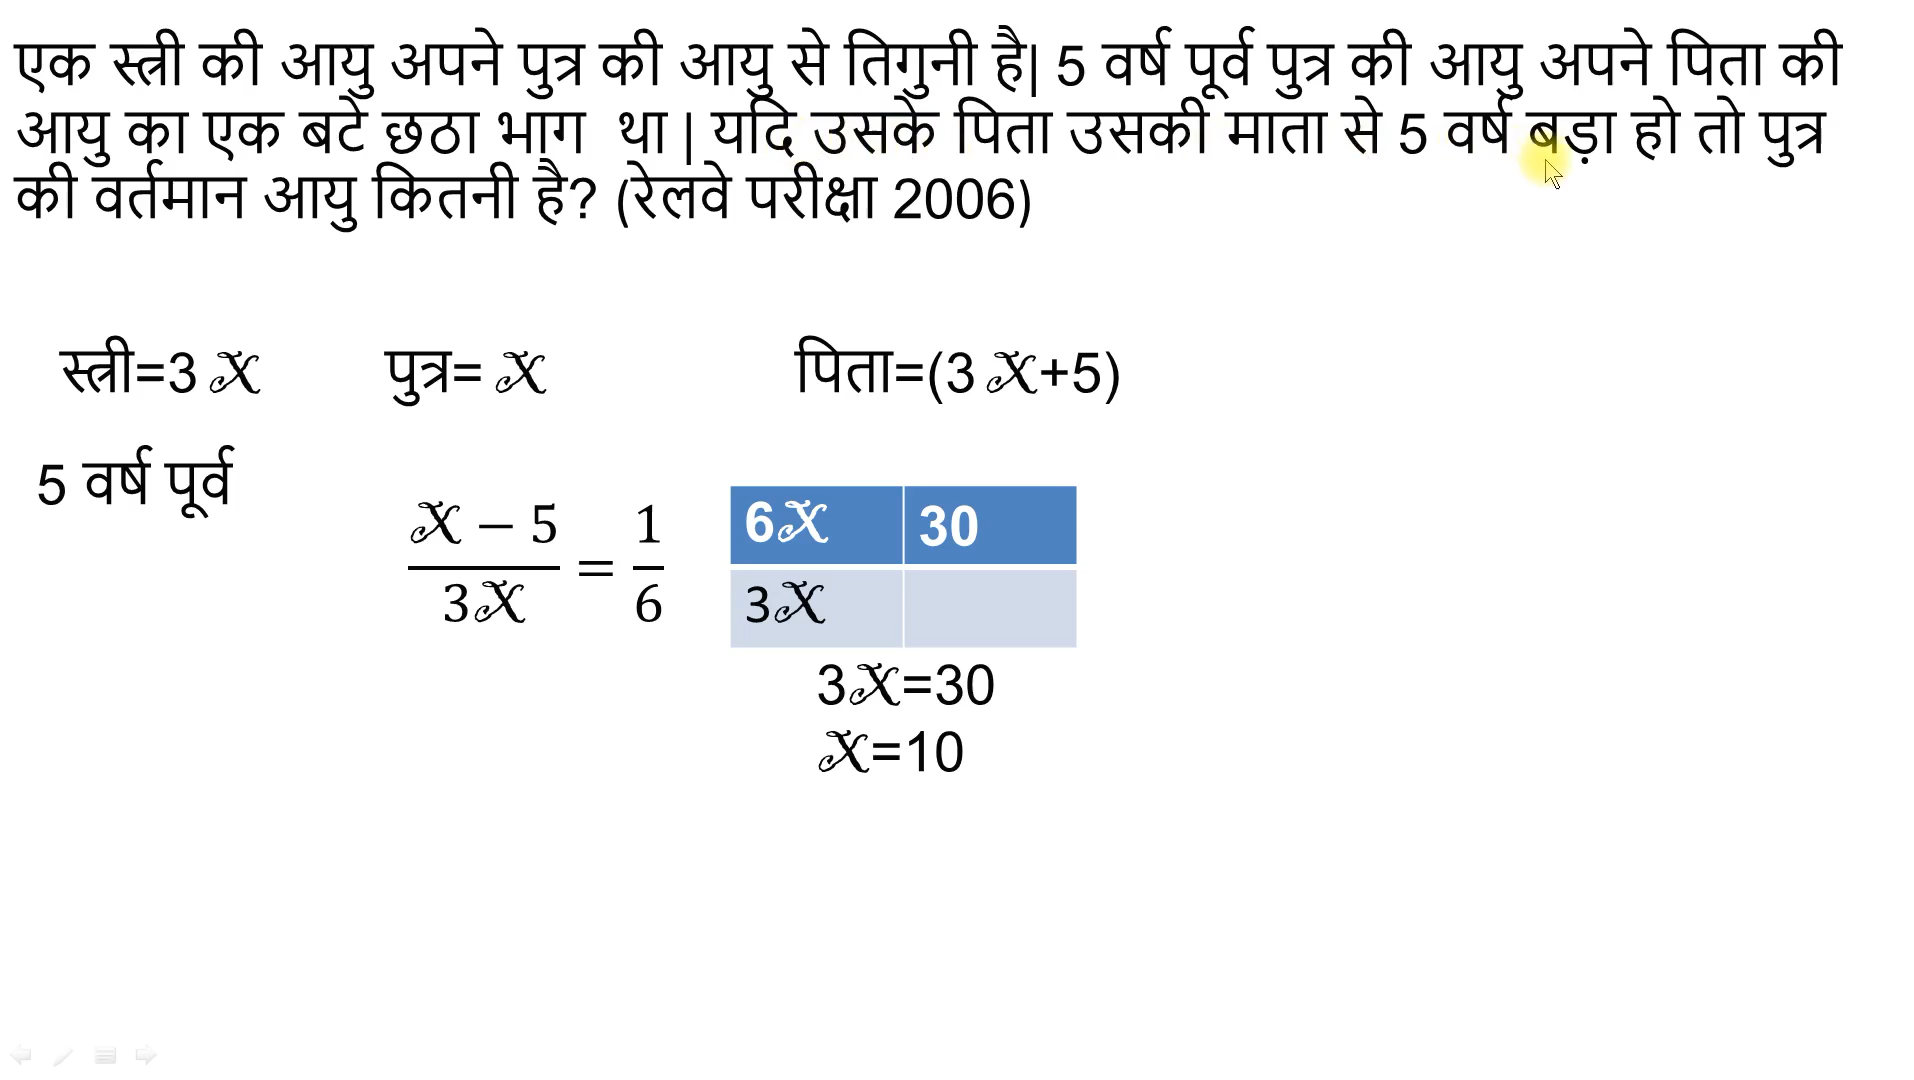 एक स्त्री की आयु अपने पुत्र की आयु से तिगुनी है| 5 वर्ष पूर्व पुत्र की आयु अपने पिता की
आयु का एक बटे छठा भाग  था | यदि उसके पिता उसकी माता से 5 वर्ष बड़ा हो तो पुत्र
की वर्तमान आयु कितनी है? (रेलवे परीक्षा 2006)
स्त्री=3𝒳 पुत्र=𝒳 पिता=(3𝒳+5)
5 वर्ष पूर्व
𝒳 − 5 / 3𝒳 = 1 / 6
6𝒳 30
3𝒳
3𝒳=30
𝒳=10